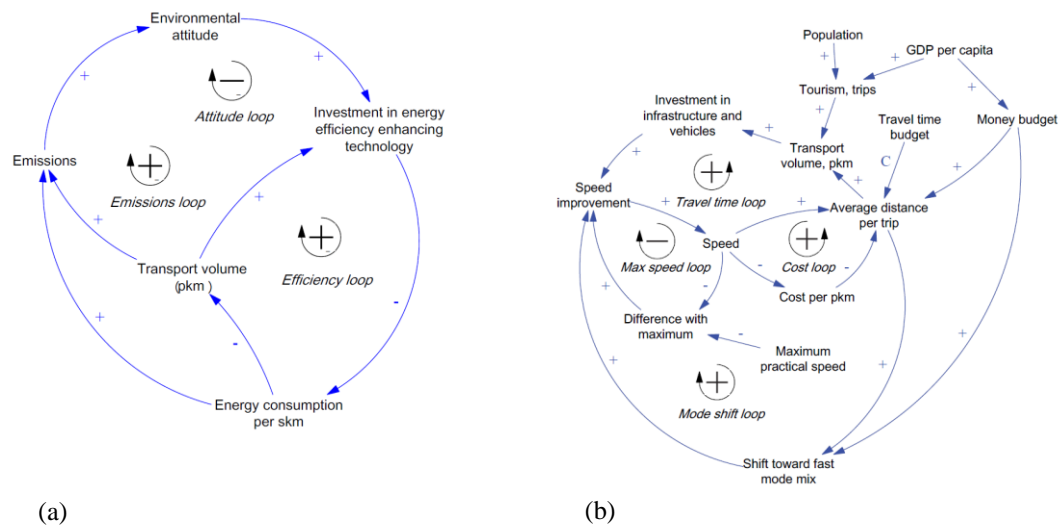 Environmental
attitude
+
+
−
Attitude loop
Investment in energy
efficiency enhancing
technology
Emissions
+
Emissions loop
+
+
+
Efficiency loop
Transport volume
(pkm )
+
-
-
Energy consumption
per skm
(a)
Population
GDP per capita
+
+
+
Tourism, trips
Investment in
infrastructure and
vehicles
+
Money budget
Travel time
budget
+
Transport
volume, pkm
C
+
+
+
Speed
improvement
+
Travel time loop
+
+
Average distance
per trip
−
Max speed loop
Speed
+
Cost loop
-
-
-
Cost per pkm
+
Difference with
maximum
-
Maximum
practical speed
+
+
+
+
Mode shift loop
Shift toward fast
mode mix
(b)